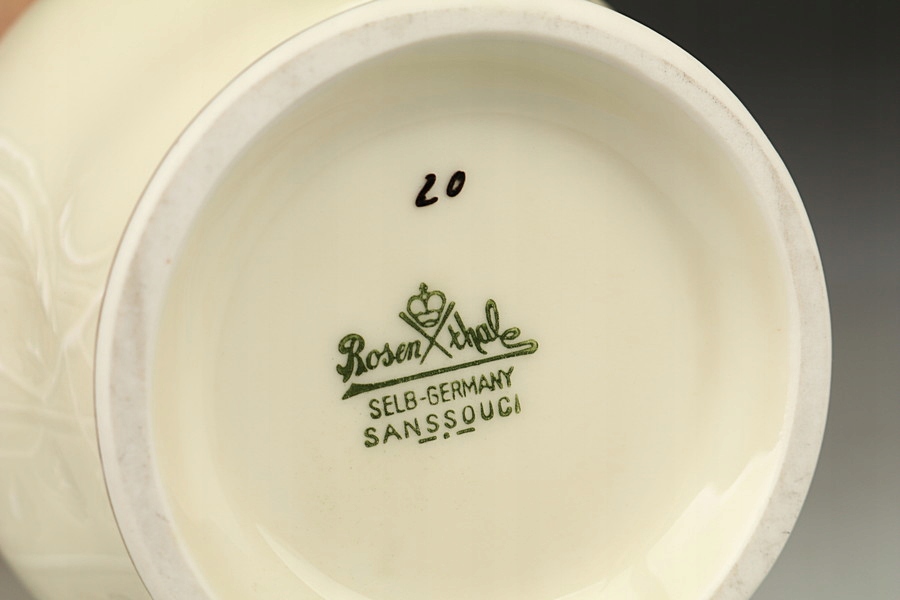 20
Rosenthal
SELB-GERMANY
SANSSOUCI